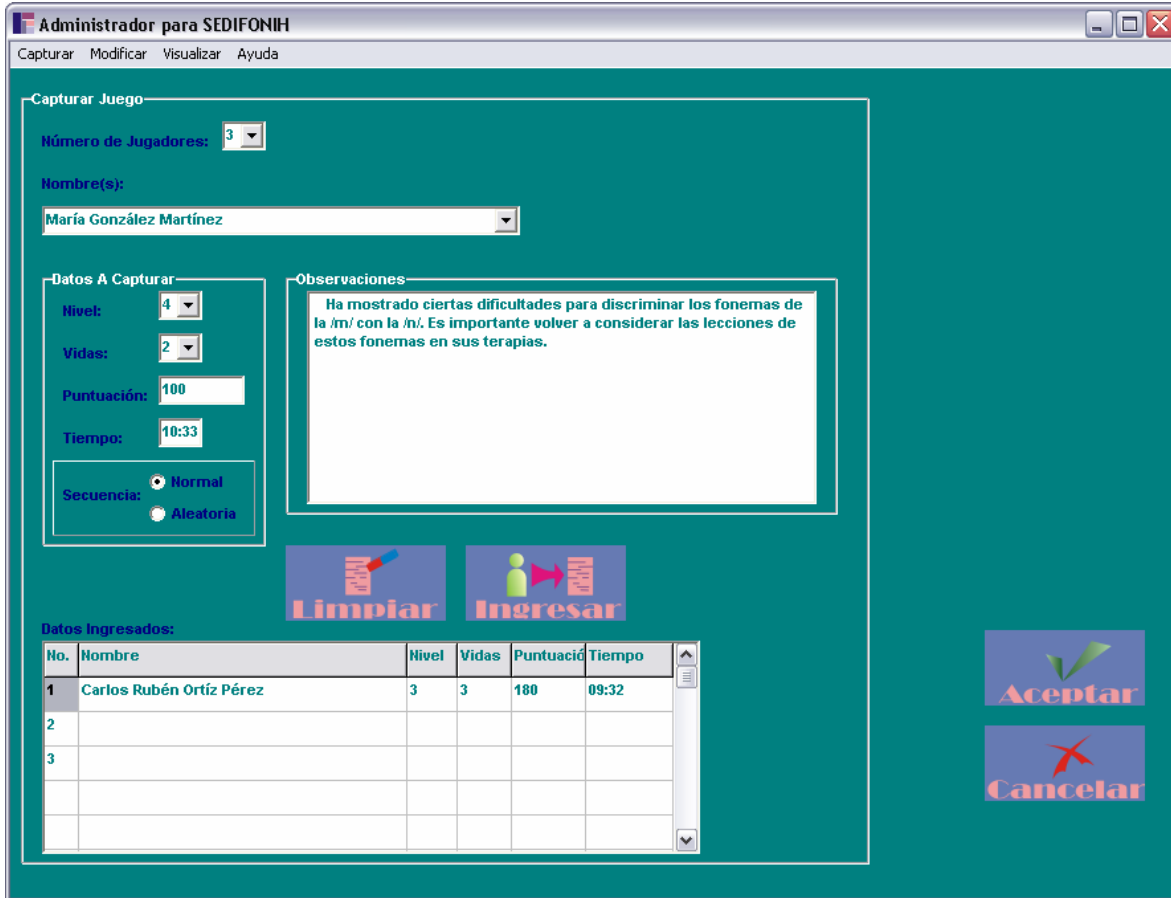 Administrador para SEDIFONIH
Capturar Modificar Visualizar Ayuda
Capturar Juego
Número de Jugadores: 3
Nombre(s):
María González Martínez
Datos A Capturar
Nivel: 4
Vidas: 2
Puntuación: 100
Tiempo: 10:33
Secuencia:
Normal
Aleatoria
Observaciones
Ha mostrado ciertas dificultades para discriminar los fonemas de
la /m/ con la /n/. Es importante volver a considerar las lecciones de
estos fonemas en sus terapias.
Limpiar
Ingresar
Datos Ingresados:
No. Nombre Nivel Vidas Puntuació Tiempo
1 Carlos Rubén Ortíz Pérez 3 3 180 09:32
2
3
Aceptar
Cancelar